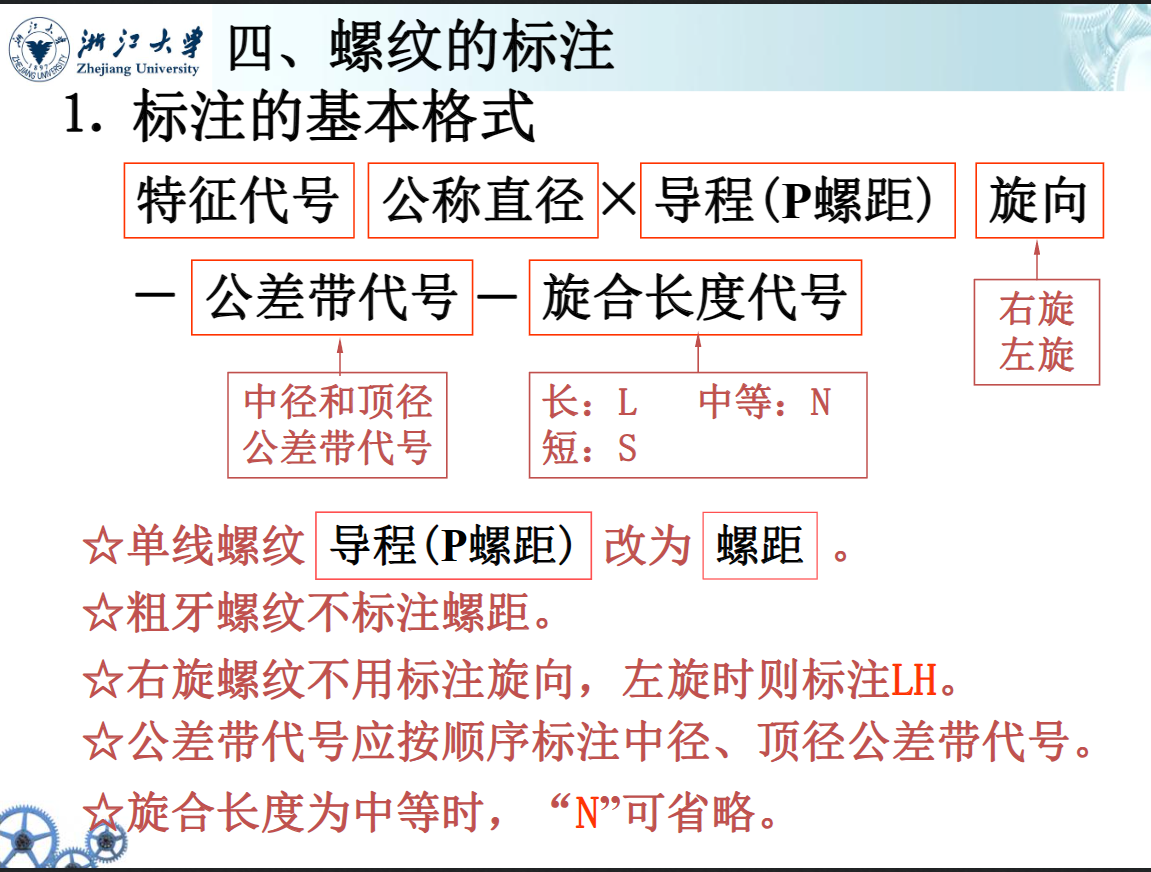 浙江大学
Zhejiang University
四、螺纹的标注
1. 标注的基本格式
特征代号 公称直径×导程(P螺距) 旋向
－公差带代号－旋合长度代号
右旋
左旋
中径和顶径
公差带代号
长：L 中等：N
短：S
☆单线螺纹 导程(P螺距) 改为 螺距 。
☆粗牙螺纹不标注螺距。
☆右旋螺纹不用标注旋向，左旋时则标注LH。
☆公差带代号应按顺序标注中径、顶径公差带代号。
☆旋合长度为中等时，“N”可省略。